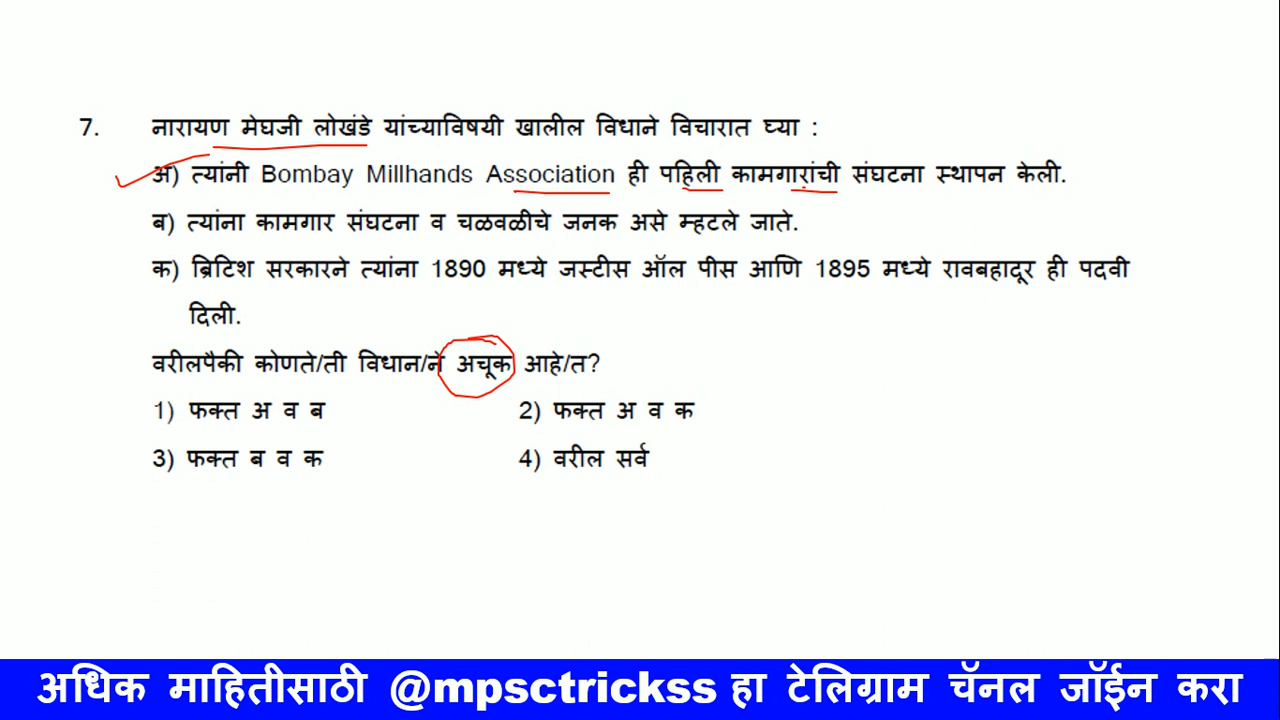 7. नारायण मेघजी लोखंडे यांच्याविषयी खालील विधाने विचारात घ्या :
अ) त्यांनी Bombay Millhands Association ही पहिली कामगारांची संघटना स्थापन केली.
ब) त्यांना कामगार संघटना व चळवळीचे जनक असे म्हटले जाते.
क) ब्रिटिश सरकारने त्यांना 1890 मध्ये जस्टीस ऑल पीस आणि 1895 मध्ये रावबहादूर ही पदवी
दिली.
वरीलपैकी कोणते/ती विधान/ने अचूक आहे/त?
1) फक्त अ व ब 2) फक्त अ व क
3) फक्त ब व क 4) वरील सर्व
अधिक माहितीसाठी @mpsctrickss हा टेलिग्राम चॅनल जॉईन करा